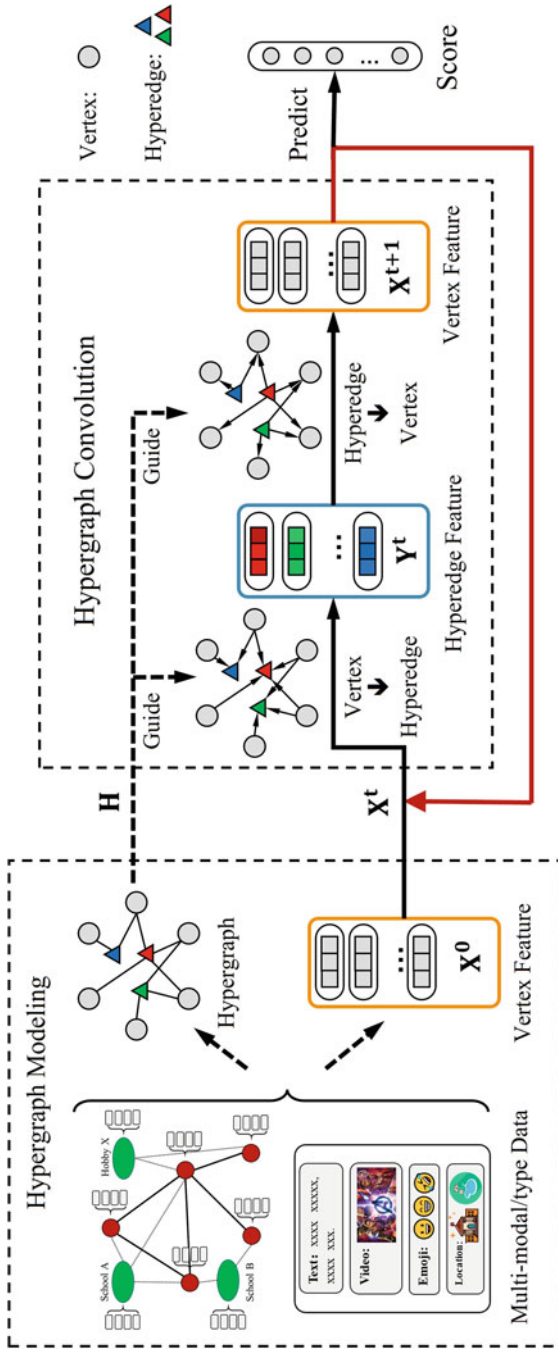 Hypergraph Modeling
School A
Hobby X
School B
Text: xxxx xxxxx,
xxxx xxx.
Video:
Emoji:
Location:
Multi-modal/type Data
Hypergraph
X⁰
Vertex Feature
H
Xᵗ
Hypergraph Convolution
Guide
Guide
Vertex
Hyperedge
Yᵗ
Hyperedge Feature
Hyperedge
Vertex
Xᵗ⁺¹
Vertex Feature
Vertex:
Hyperedge:
Predict
Score